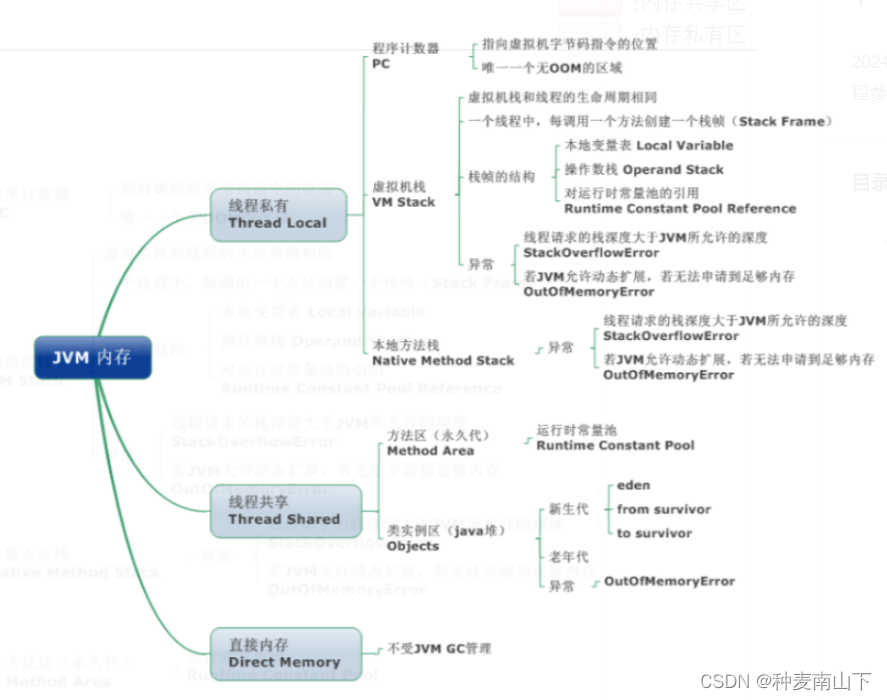 :内存共享区
:内存私有区
2024
程参
目录
程序计数器
PC
指向虚拟机字节码指令的位置
唯一一个无OOM的区域
线程私有
Thread Local
虚拟机栈
VM Stack
虚拟机栈和线程的生命周期相同
一个线程中，每调用一个方法创建一个栈帧（Stack Frame）
栈帧的结构
本地变量表 Local Variable
操作数栈 Operand Stack
对运行时常量池的引用
Runtime Constant Pool Reference
异常
线程请求的栈深度大于JVM所允许的深度
StackOverflowError
若JVM允许动态扩展，若无法申请到足够内存
OutOfMemoryError
本地方法栈
Native Method Stack
异常
线程请求的栈深度大于JVM所允许的深度
StackOverflowError
若JVM允许动态扩展，若无法申请到足够内存
OutOfMemoryError
JVM 内存
线程共享
Thread Shared
方法区（永久代）
Method Area
运行时常量池
Runtime Constant Pool
类实例区（java堆）
Objects
新生代
eden
from survivor
to survivor
老年代
异常
OutOfMemoryError
直接内存
Direct Memory
不受JVM GC管理
CSDN @种麦南山下